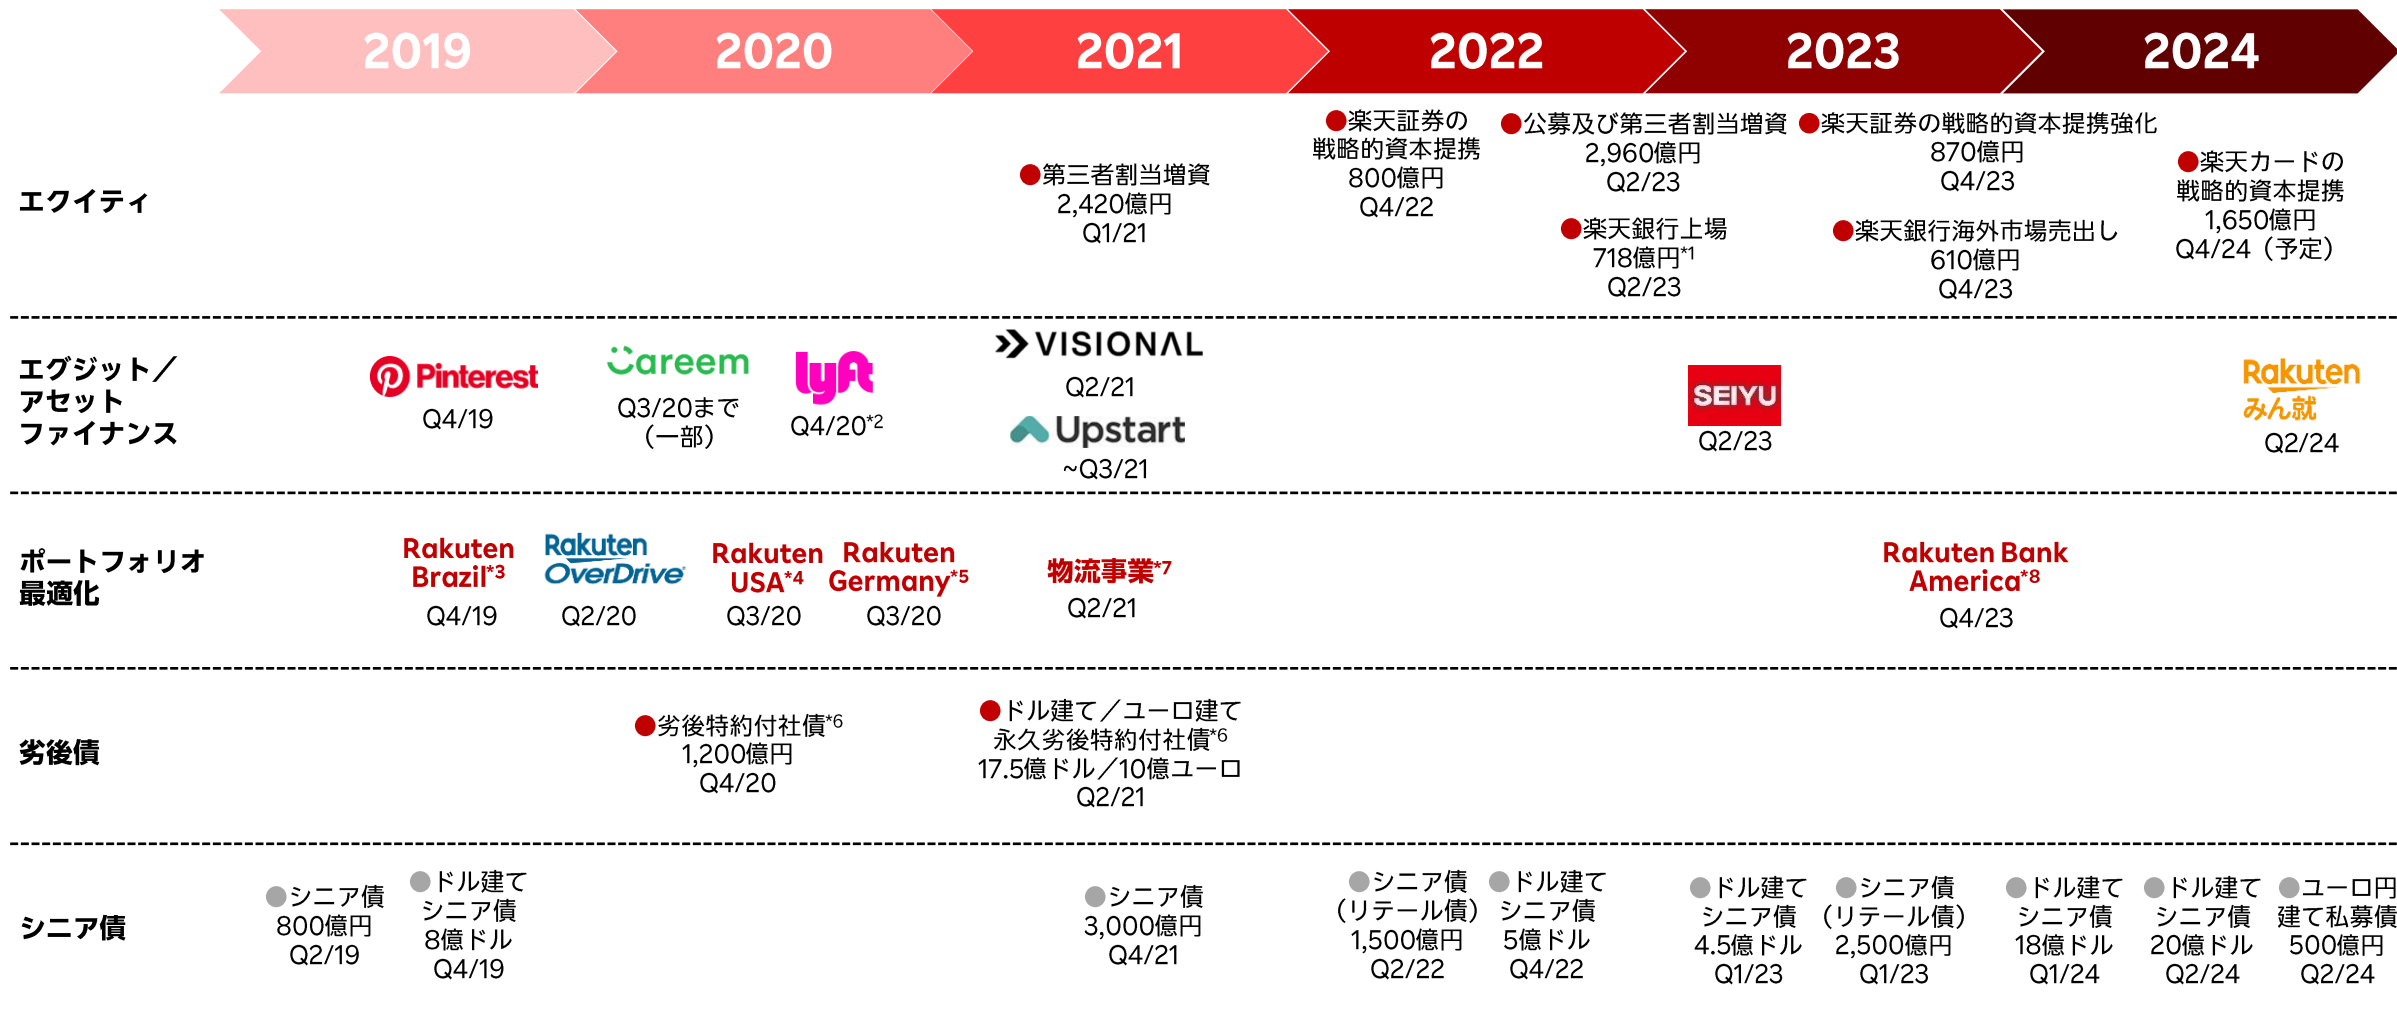 2019
2020
2021
2022
2023
2024
エクイティ
●第三者割当増資
2,420億円
Q1/21
●楽天証券の
戦略的資本提携
800億円
Q4/22
●公募及び第三者割当増資
2,960億円
Q2/23
●楽天銀行上場
718億円*1
Q2/23
●楽天証券の戦略的資本提携強化
870億円
Q4/23
●楽天銀行海外市場売出し
610億円
Q4/23
●楽天カードの
戦略的資本提携
1,650億円
Q4/24（予定）
エグジット／
アセット
ファイナンス
Pinterest
Q4/19
Careem
Q3/20まで
（一部）
lyft
Q4/20*2
VISIONAL
Q2/21
Upstart
~Q3/21
SEIYU
Q2/23
Rakuten
みん就
Q2/24
ポートフォリオ
最適化
Rakuten
Brazil*3
Q4/19
Rakuten
OverDrive
Q2/20
Rakuten
USA*4
Q3/20
Rakuten
Germany*5
Q3/20
物流事業*7
Q2/21
Rakuten Bank
America*8
Q4/23
劣後債
●劣後特約付社債*6
1,200億円
Q4/20
●ドル建て／ユーロ建て
永久劣後特約付社債*6
17.5億ドル／10億ユーロ
Q2/21
シニア債
●シニア債
800億円
Q2/19
●ドル建て
シニア債
8億ドル
Q4/19
●シニア債
3,000億円
Q4/21
●シニア債
（リテール債）
1,500億円
Q2/22
●ドル建て
シニア債
5億ドル
Q4/22
●ドル建て
シニア債
4.5億ドル
Q1/23
●シニア債
（リテール債）
2,500億円
Q1/23
●ドル建て
シニア債
18億ドル
Q1/24
●ドル建て
シニア債
20億ドル
Q2/24
●ユーロ円
建て私募債
500億円
Q2/24